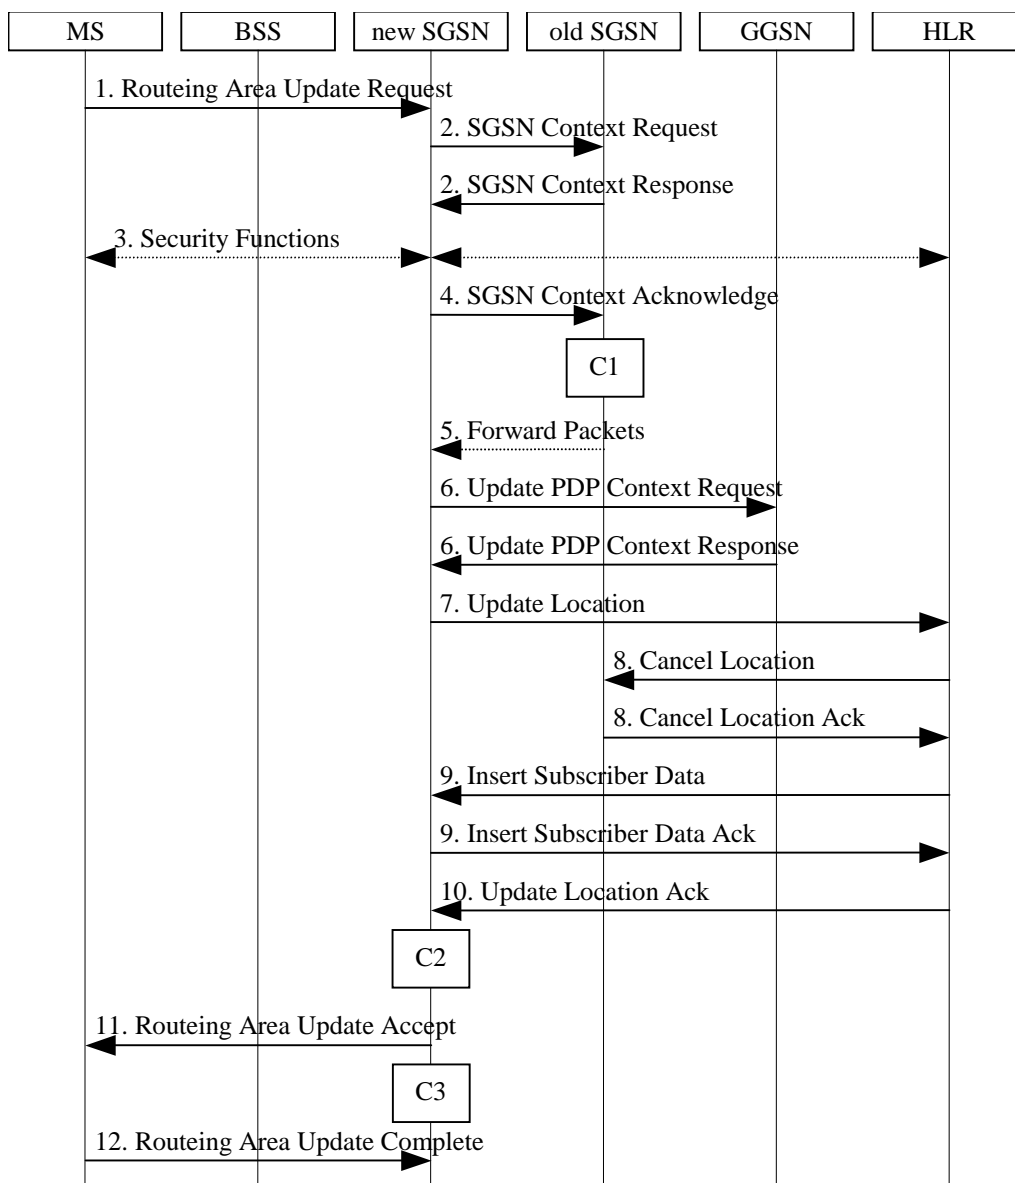 MS
BSS
new SGSN
old SGSN
GGSN
HLR
1. Routeing Area Update Request
2. SGSN Context Request
2. SGSN Context Response
3. Security Functions
4. SGSN Context Acknowledge
C1
5. Forward Packets
6. Update PDP Context Request
6. Update PDP Context Response
7. Update Location
8. Cancel Location
8. Cancel Location Ack
9. Insert Subscriber Data
9. Insert Subscriber Data Ack
10. Update Location Ack
C2
11. Routeing Area Update Accept
C3
12. Routeing Area Update Complete